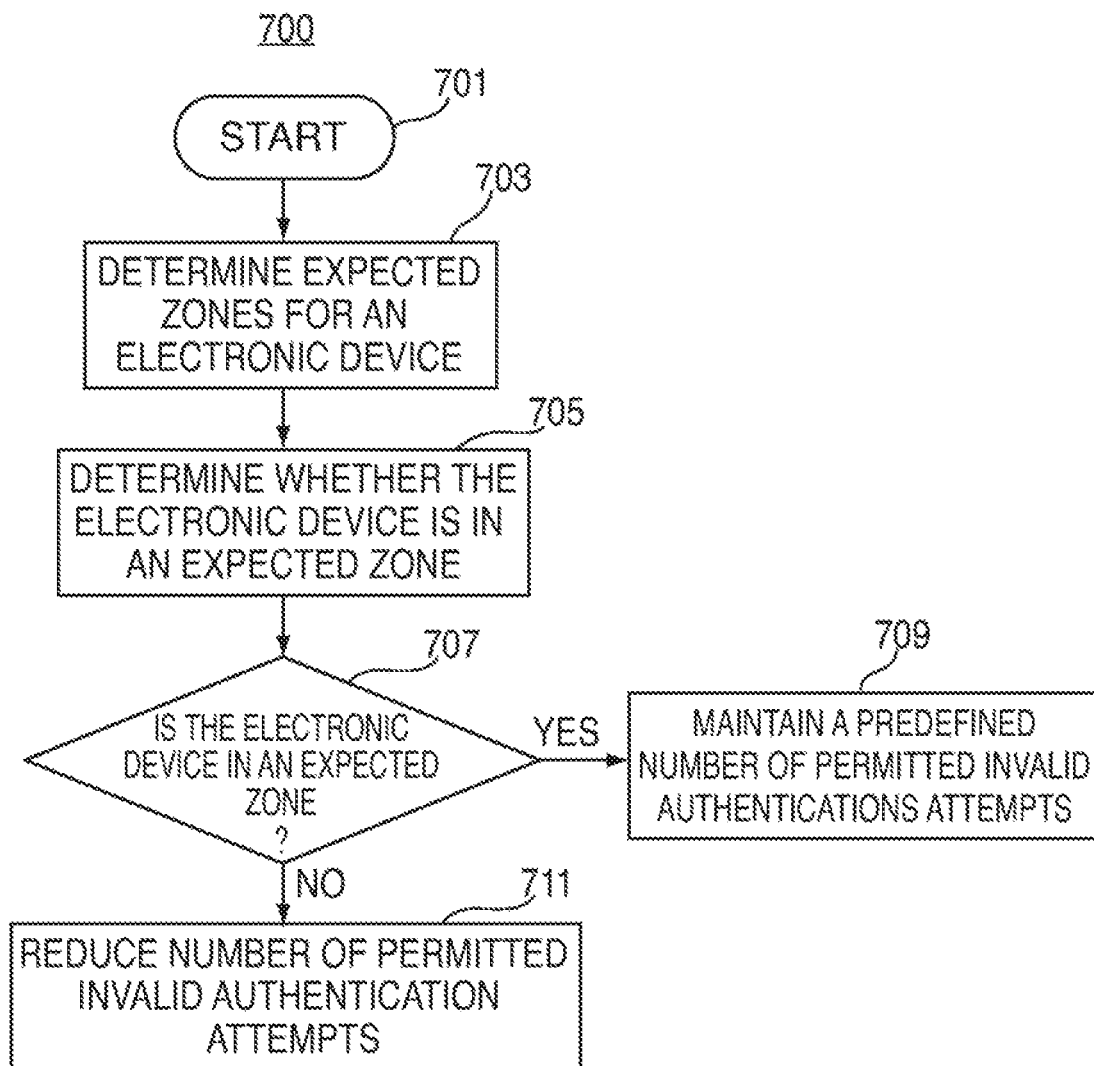 700
701
START
703
DETERMINE EXPECTED
ZONES FOR AN
ELECTRONIC DEVICE
705
DETERMINE WHETHER THE
ELECTRONIC DEVICE IS IN
AN EXPECTED ZONE
707
IS THE ELECTRONIC
DEVICE IN AN EXPECTED
ZONE
?
YES
709
MAINTAIN A PREDEFINED
NUMBER OF PERMITTED INVALID
AUTHENTICATIONS ATTEMPTS
NO
711
REDUCE NUMBER OF PERMITTED
INVALID AUTHENTICATION
ATTEMPTS